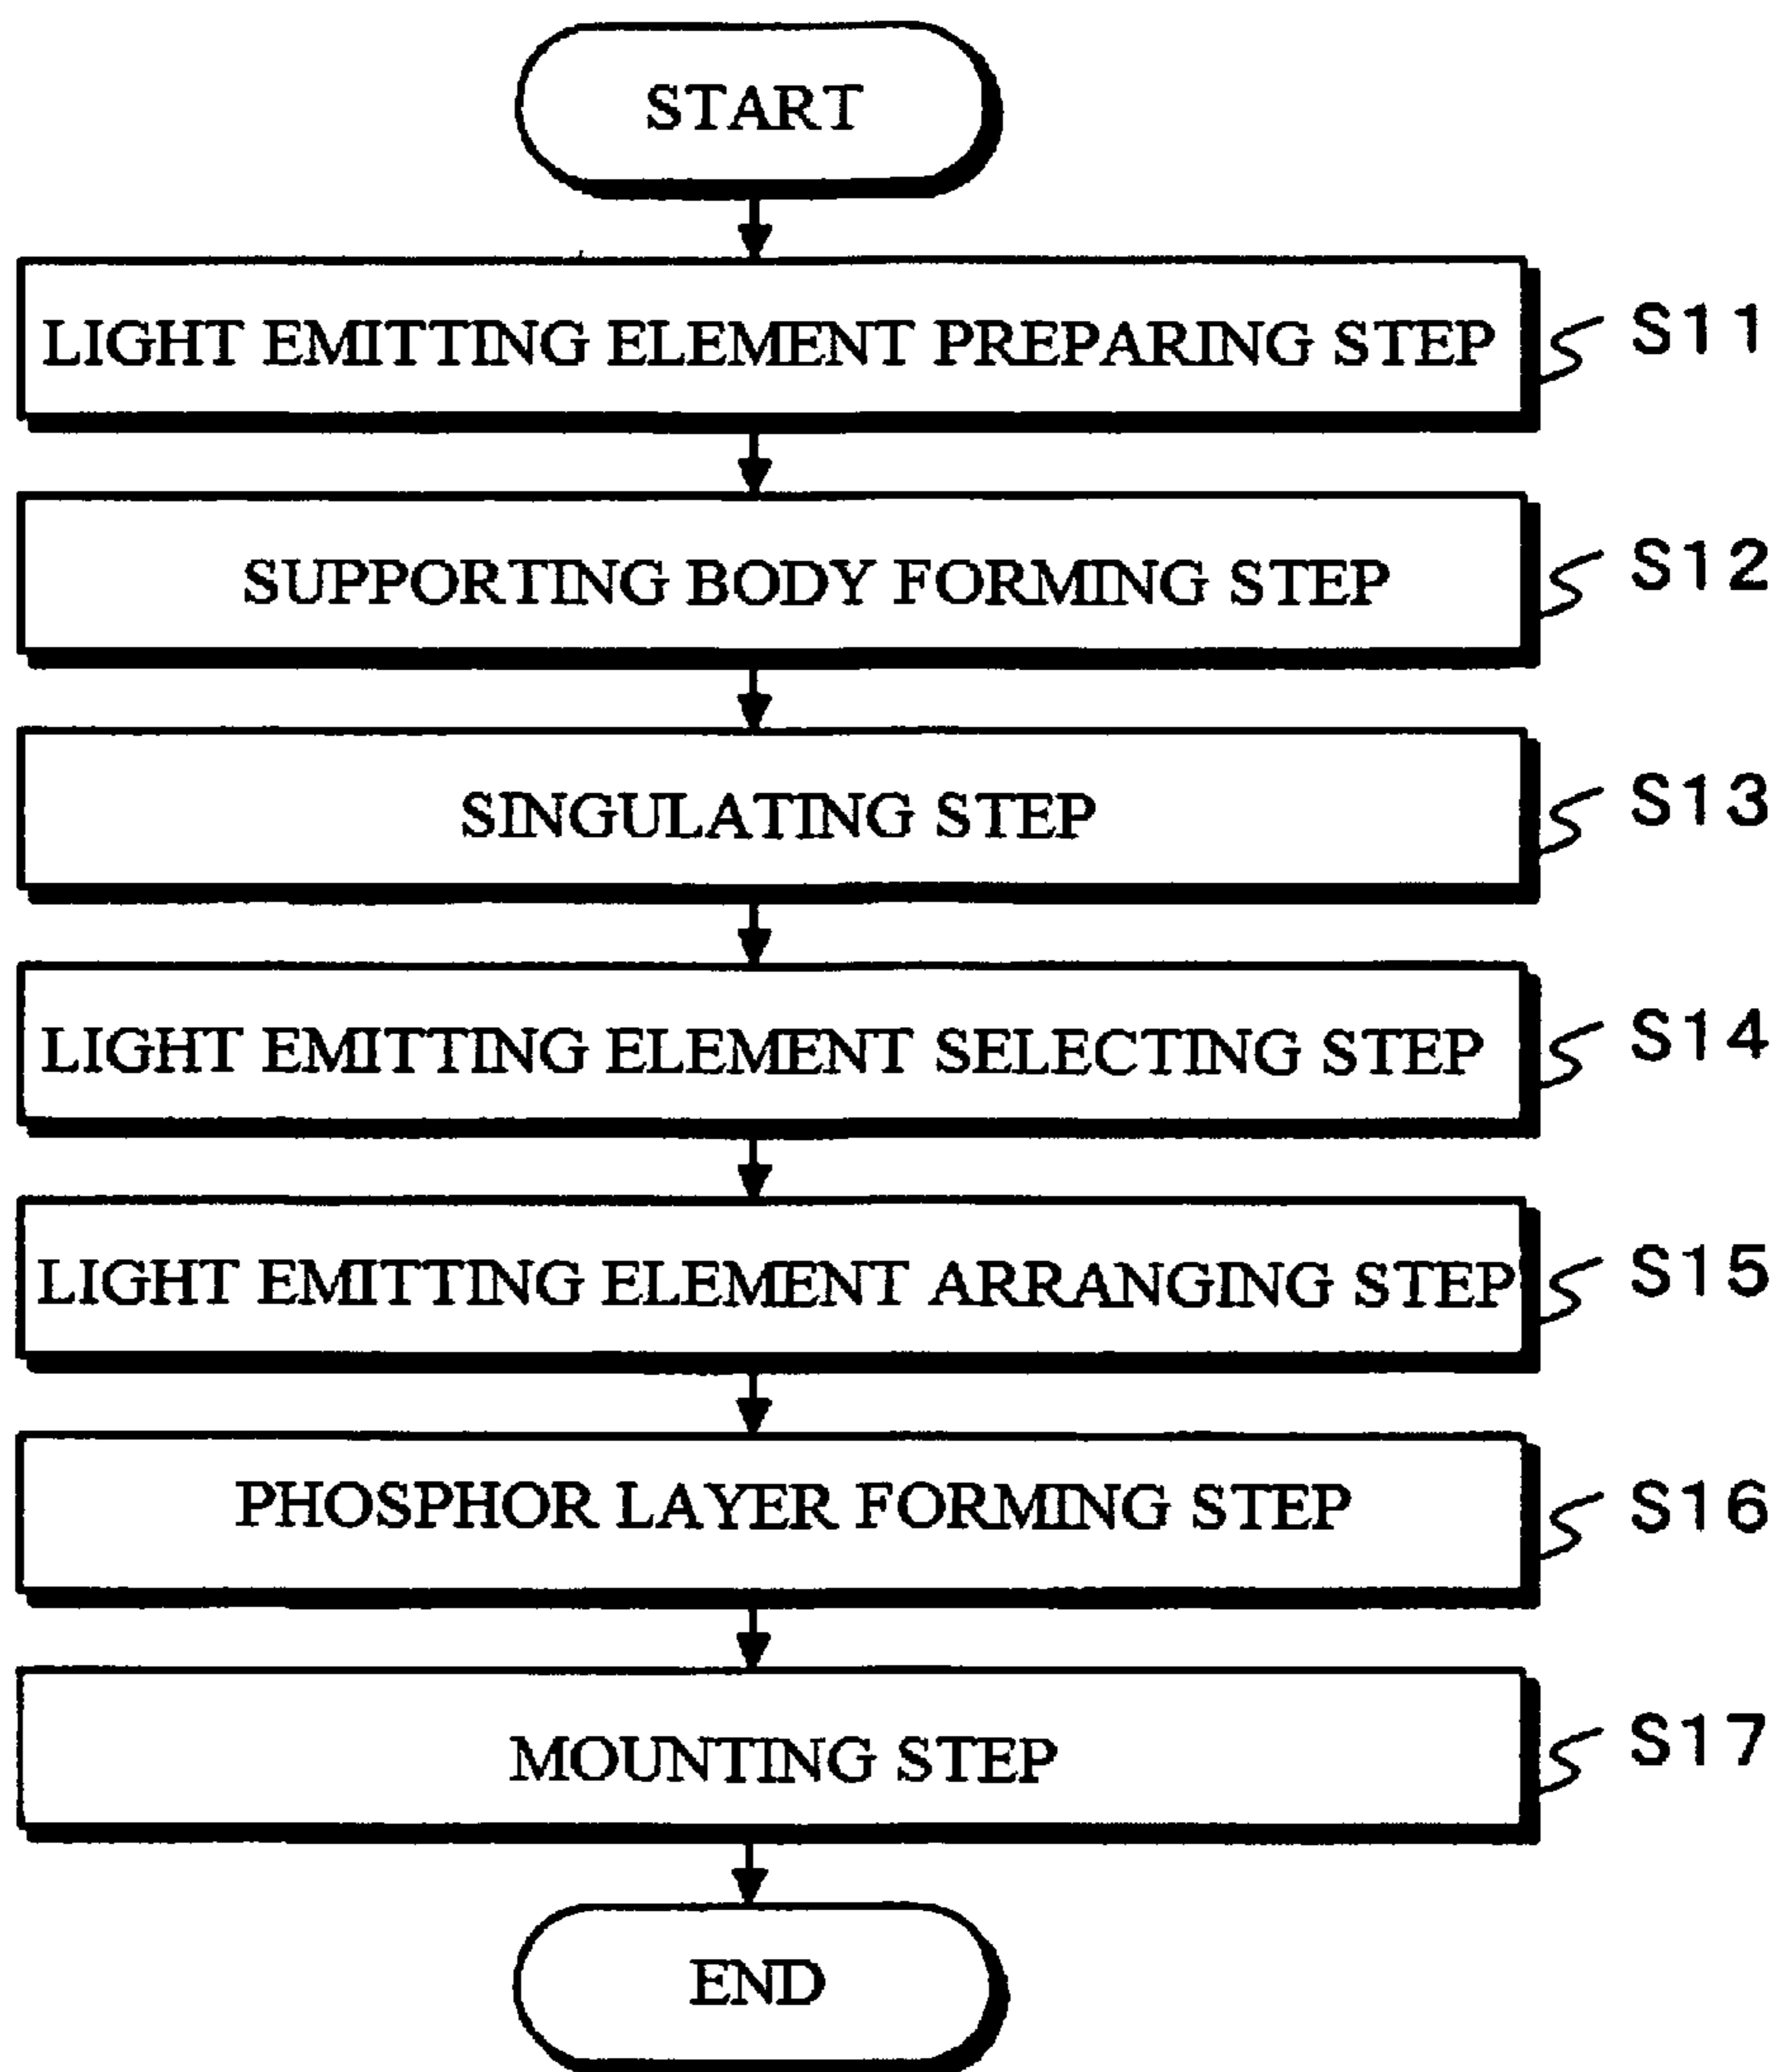 START
LIGHT EMITTING ELEMENT PREPARING STEP S11
SUPPORTING BODY FORMING STEP S12
SINGULATING STEP S13
LIGHT EMITTING ELEMENT SELECTING STEP S14
LIGHT EMITTING ELEMENT ARRANGING STEP S15
PHOSPHOR LAYER FORMING STEP S16
MOUNTING STEP S17
END